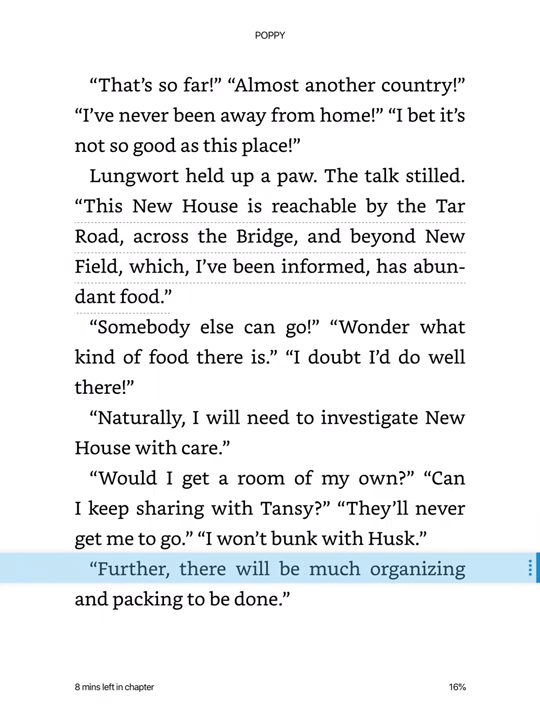 POPPY
“That’s so far!” “Almost another country!”
“I’ve never been away from home!” “I bet it’s
not so good as this place!”
Lungwort held up a paw. The talk stilled.
“This New House is reachable by the Tar
Road, across the Bridge, and beyond New
Field, which, I’ve been informed, has abun-
dant food.”
“Somebody else can go!” “Wonder what
kind of food there is.” “I doubt I’d do well
there!”
“Naturally, I will need to investigate New
House with care.”
“Would I get a room of my own?” “Can
I keep sharing with Tansy?” “They’ll never
get me to go.” “I won’t bunk with Husk.”
“Further, there will be much organizing
and packing to be done.”
8 mins left in chapter
16%